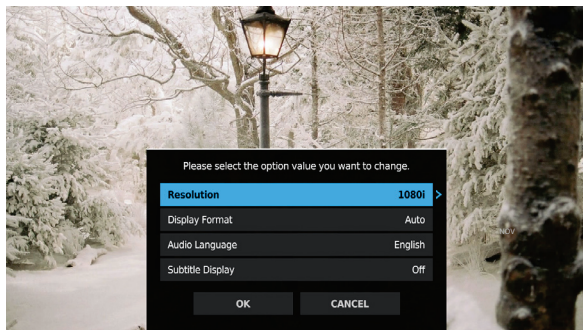 Please select the option value you want to change.
Resolution 1080i >
Display Format Auto
Audio Language English
Subtitle Display Off
NOV
OK CANCEL